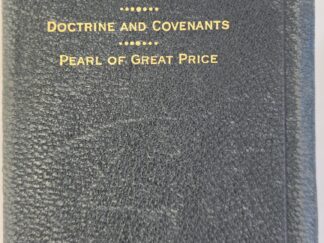 DOCTRINE AND COVENANTS
PEARL OF GREAT PRICE